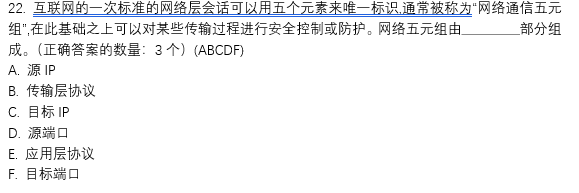 22. 互联网的一次标准的网络层会话可以用五个元素来唯一标识,通常被称为“网络通信五元
组”,在此基础之上可以对某些传输过程进行安全控制或防护。网络五元组由________部分组
成。（正确答案的数量：3 个）(ABCDF)
A. 源 IP
B. 传输层协议
C. 目标 IP
D. 源端口
E. 应用层协议
F. 目标端口